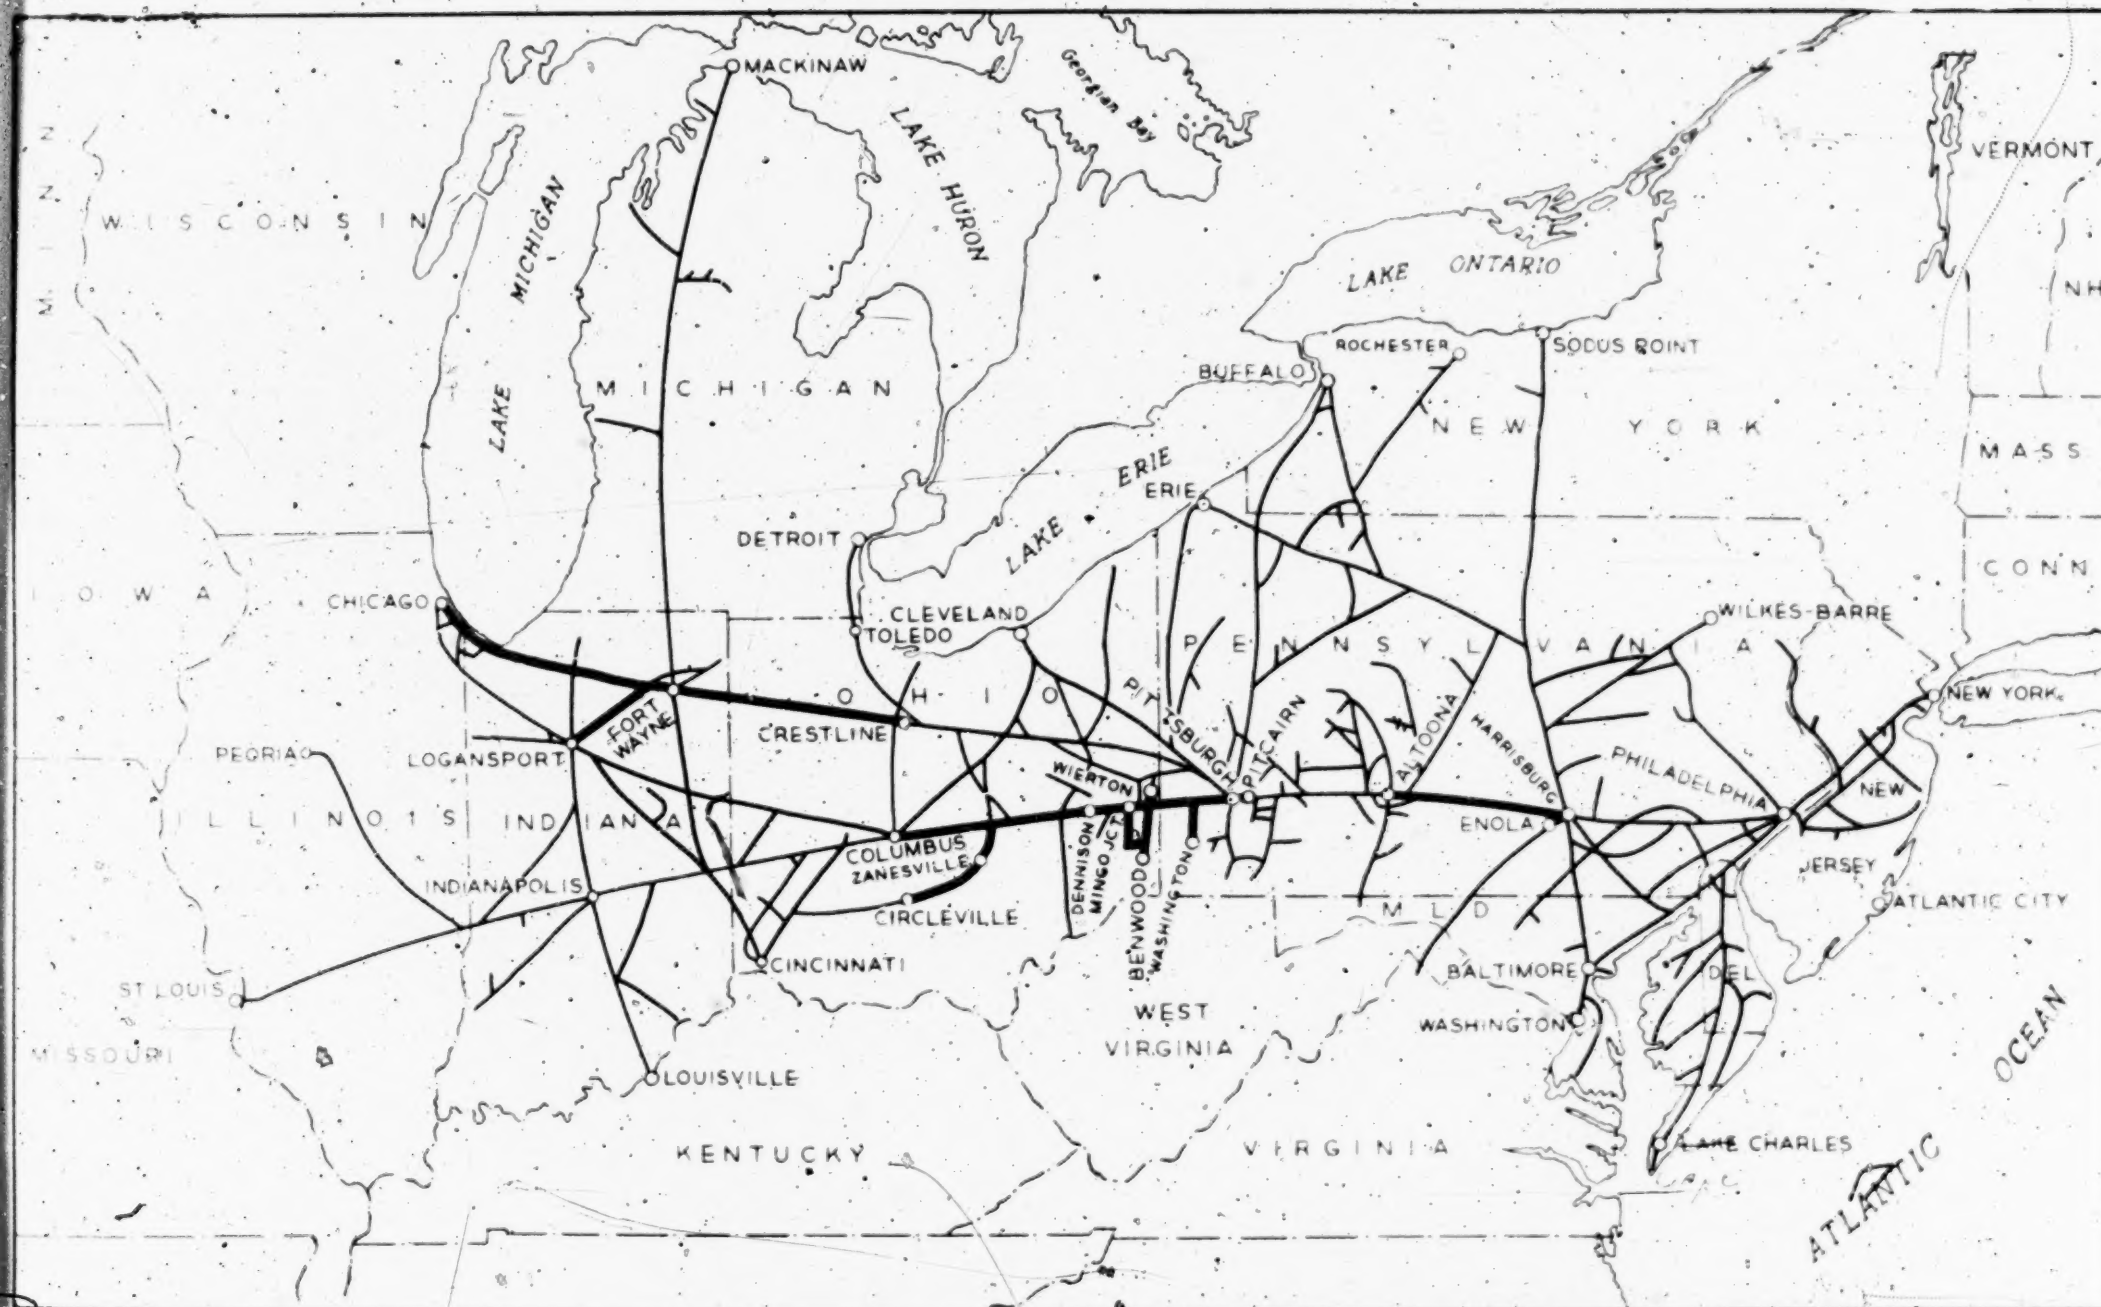 MACKINAW
Georgian Bay
LAKE HURON
VERMONT
WISCONSIN
LAKE MICHIGAN
LAKE ONTARIO
NH
MINN
ROCHESTER
SODUS POINT
BUFFALO
MICHIGAN
NEW YORK
MASS
LAKE ERIE
ERIE
DETROIT
CONN
IOWA
CHICAGO
CLEVELAND
TOLEDO
WILKES-BARRE
PENNSYLVANIA
OHIO
NEW YORK
PITTSBURGH
PITCAIRN
ALTOONA
HARRISBURG
FORT
WAYNE
CRESTLINE
PEORIA
LOGANSPORT
WIERTON
PHILADELPHIA
NEW
JERSEY
ILLINOIS
INDIANA
ENOLA
COLUMBUS
ZANESVILLE
DENNISON
MINGO JCT
BENWOOD
WASHINGTON
INDIANAPOLIS
CIRCLEVILLE
MLD
ATLANTIC CITY
CINCINNATI
BALTIMORE
DEL
ST LOUIS
WEST
VIRGINIA
WASHINGTON
MISSOURI
LOUISVILLE
KENTUCKY
VIRGINIA
LAKE CHARLES
ATLANTIC OCEAN